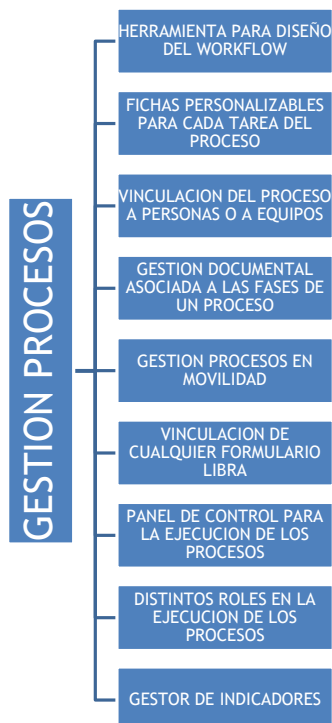 GESTION PROCESOS
HERRAMIENTA PARA DISEÑO
DEL WORKFLOW
FICHAS PERSONALIZABLES
PARA CADA TAREA DEL
PROCESO
VINCULACION DEL PROCESO
A PERSONAS O A EQUIPOS
GESTION DOCUMENTAL
ASOCIADA A LAS FASES DE
UN PROCESO
GESTION PROCESOS EN
MOVILIDAD
VINCULACION DE
CUALQUIER FORMULARIO
LIBRA
PANEL DE CONTROL PARA
LA EJECUCION DE LOS
PROCESOS
DISTINTOS ROLES EN LA
EJECUCION DE LOS
PROCESOS
GESTOR DE INDICADORES